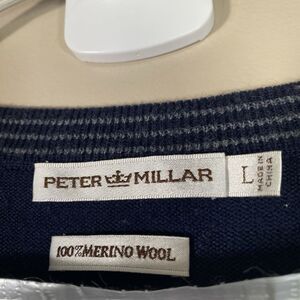 PETER MILLAR
L
MADE IN
CHINA
100% MERINO WOOL